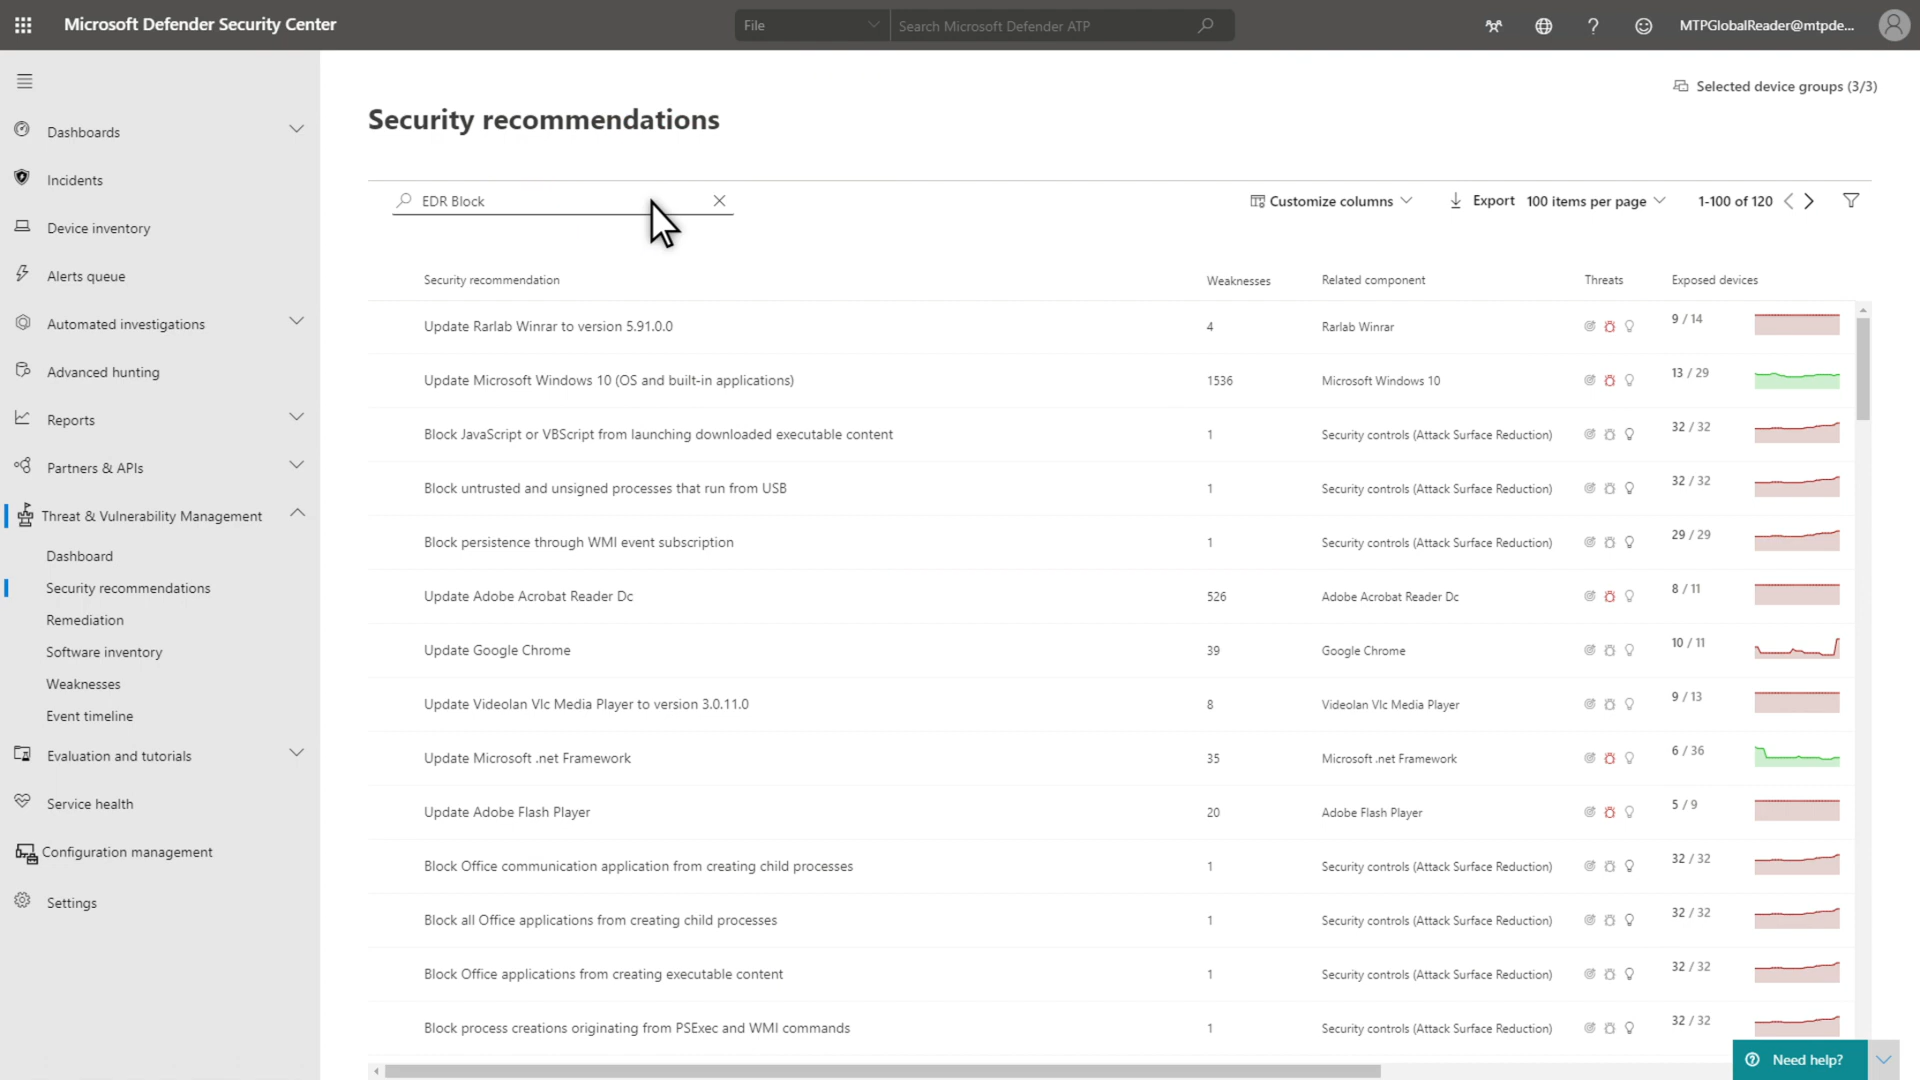 Microsoft Defender Security Center
File
Search Microsoft Defender ATP
MTPGlobalReader@mtpde...
Selected device groups (3/3)
Dashboards
Incidents
Device inventory
Alerts queue
Automated investigations
Advanced hunting
Reports
Partners & APIs
Threat & Vulnerability Management
Dashboard
Security recommendations
Remediation
Software inventory
Weaknesses
Event timeline
Evaluation and tutorials
Service health
Configuration management
Settings
Security recommendations
EDR Block
Customize columns
Export
100 items per page
1-100 of 120
Security recommendation Weaknesses Related component Threats Exposed devices
Update Rarlab Winrar to version 5.91.0.0 4 Rarlab Winrar 9 / 14
Update Microsoft Windows 10 (OS and built-in applications) 1536 Microsoft Windows 10 13 / 29
Block JavaScript or VBScript from launching downloaded executable content 1 Security controls (Attack Surface Reduction) 32 / 32
Block untrusted and unsigned processes that run from USB 1 Security controls (Attack Surface Reduction) 32 / 32
Block persistence through WMI event subscription 1 Security controls (Attack Surface Reduction) 29 / 29
Update Adobe Acrobat Reader Dc 526 Adobe Acrobat Reader Dc 8 / 11
Update Google Chrome 39 Google Chrome 10 / 11
Update Videolan Vlc Media Player to version 3.0.11.0 8 Videolan Vlc Media Player 9 / 13
Update Microsoft .net Framework 35 Microsoft .net Framework 6 / 36
Update Adobe Flash Player 20 Adobe Flash Player 5 / 9
Block Office communication application from creating child processes 1 Security controls (Attack Surface Reduction) 32 / 32
Block all Office applications from creating child processes 1 Security controls (Attack Surface Reduction) 32 / 32
Block Office applications from creating executable content 1 Security controls (Attack Surface Reduction) 32 / 32
Block process creations originating from PSExec and WMI commands 1 Security controls (Attack Surface Reduction) 32 / 32
Need help?